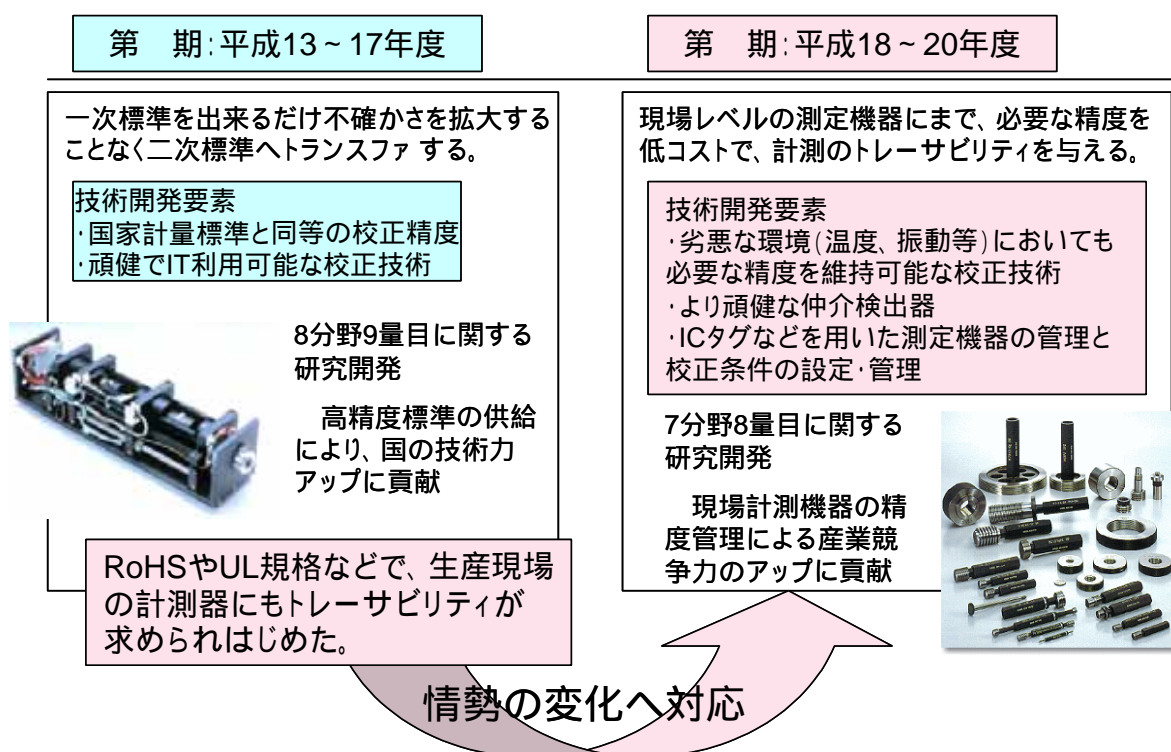 第　期：平成13～17年度
一次標準を出来るだけ不確かさを拡大する
ことなく二次標準へトランスファ する。
技術開発要素
・国家計量標準と同等の校正精度
・頑健でIT利用可能な校正技術
8分野9量目に関する
研究開発
高精度標準の供給
により、国の技術力
アップに貢献
RoHSやUL規格などで、生産現場
の計測器にもトレーサビリティが
求められはじめた。
第　期：平成18～20年度
現場レベルの測定機器にまで、必要な精度を
低コストで、計測のトレーサビリティを与える。
技術開発要素
・劣悪な環境(温度、振動等)においても
必要な精度を維持可能な校正技術
・より頑健な仲介検出器
・ICタグなどを用いた測定機器の管理と
校正条件の設定・管理
7分野8量目に関する
研究開発
現場計測機器の精
度管理による産業競
争力のアップに貢献
情勢の変化へ対応